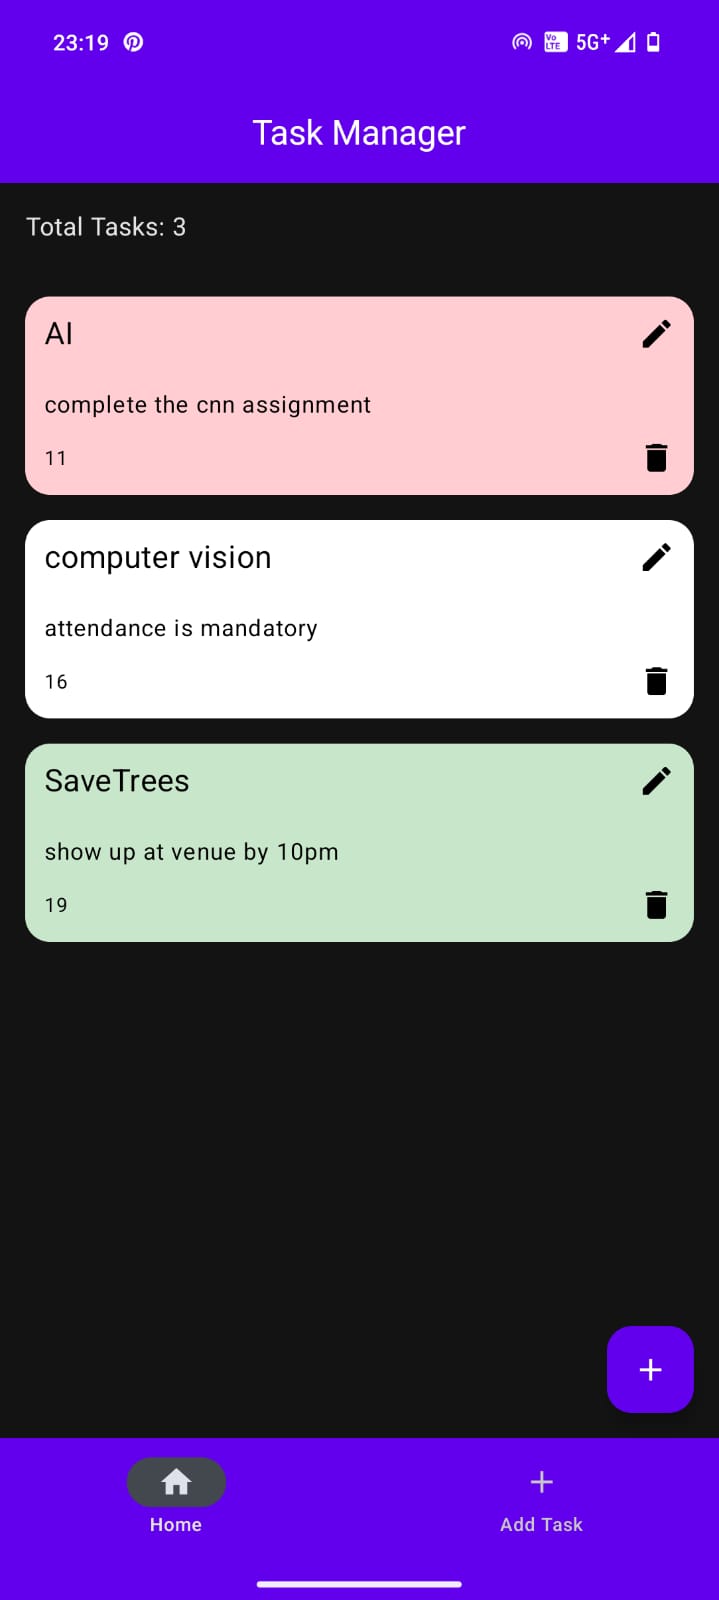 23:19
Vo LTE 5G+
Task Manager
Total Tasks: 3
AI
complete the cnn assignment
11
computer vision
attendance is mandatory
16
SaveTrees
show up at venue by 10pm
19
Home
Add Task